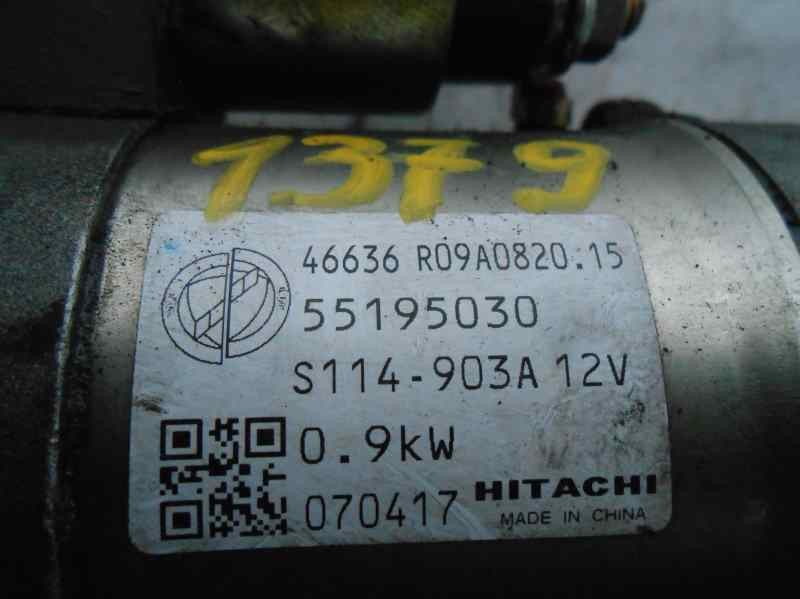 1379
46636 R09A0820.15
55195030
S114-903A 12V
0.9kW
070417 HITACHI
MADE IN CHINA